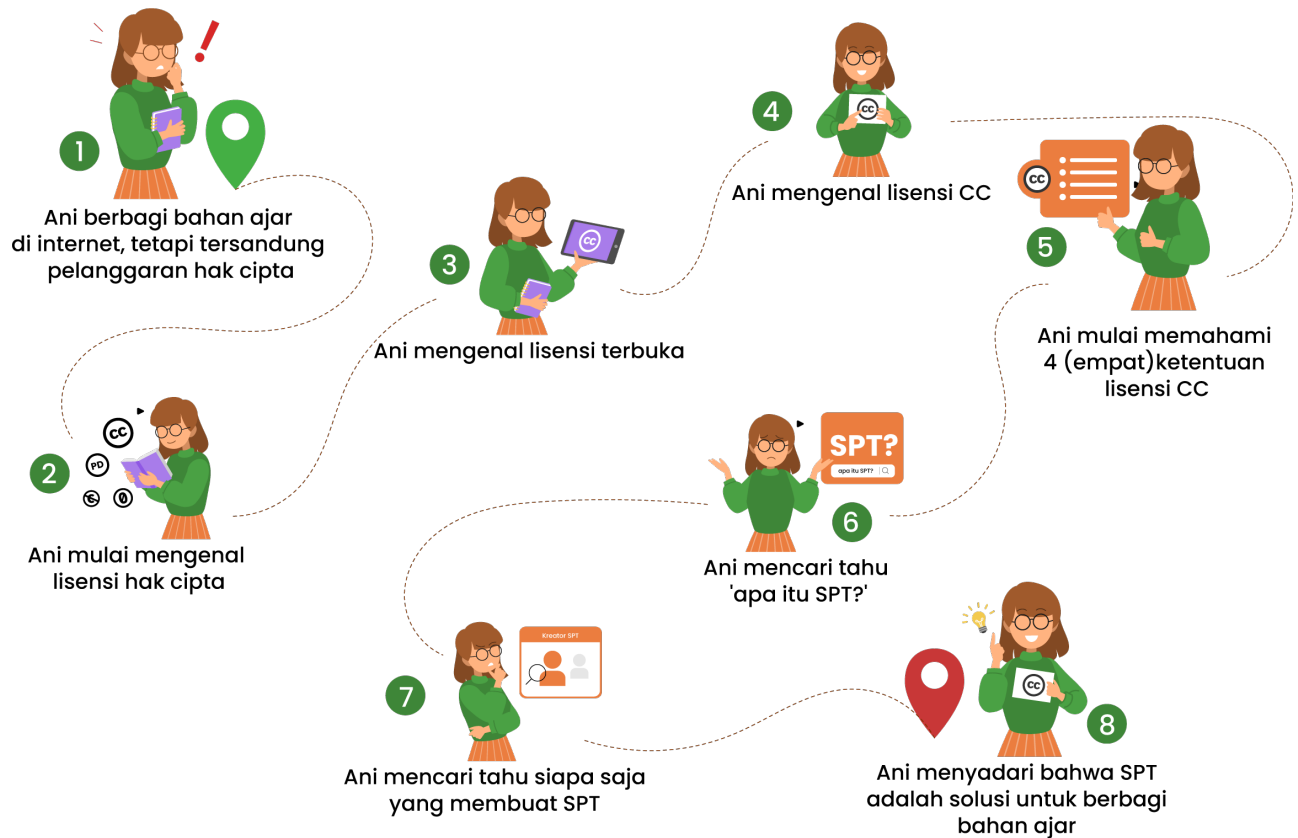 1
Ani berbagi bahan ajar
di internet, tetapi tersandung
pelanggaran hak cipta
2
CC
PD
0
Ani mulai mengenal
lisensi hak cipta
3
CC
Ani mengenal lisensi terbuka
4
CC
Ani mengenal lisensi CC
5
CC
Ani mulai memahami
4 (empat)ketentuan
lisensi CC
SPT?
apa itu SPT?
6
Ani mencari tahu
'apa itu SPT?'
7
Kreator SPT
Ani mencari tahu siapa saja
yang membuat SPT
8
CC
Ani menyadari bahwa SPT
adalah solusi untuk berbagi
bahan ajar